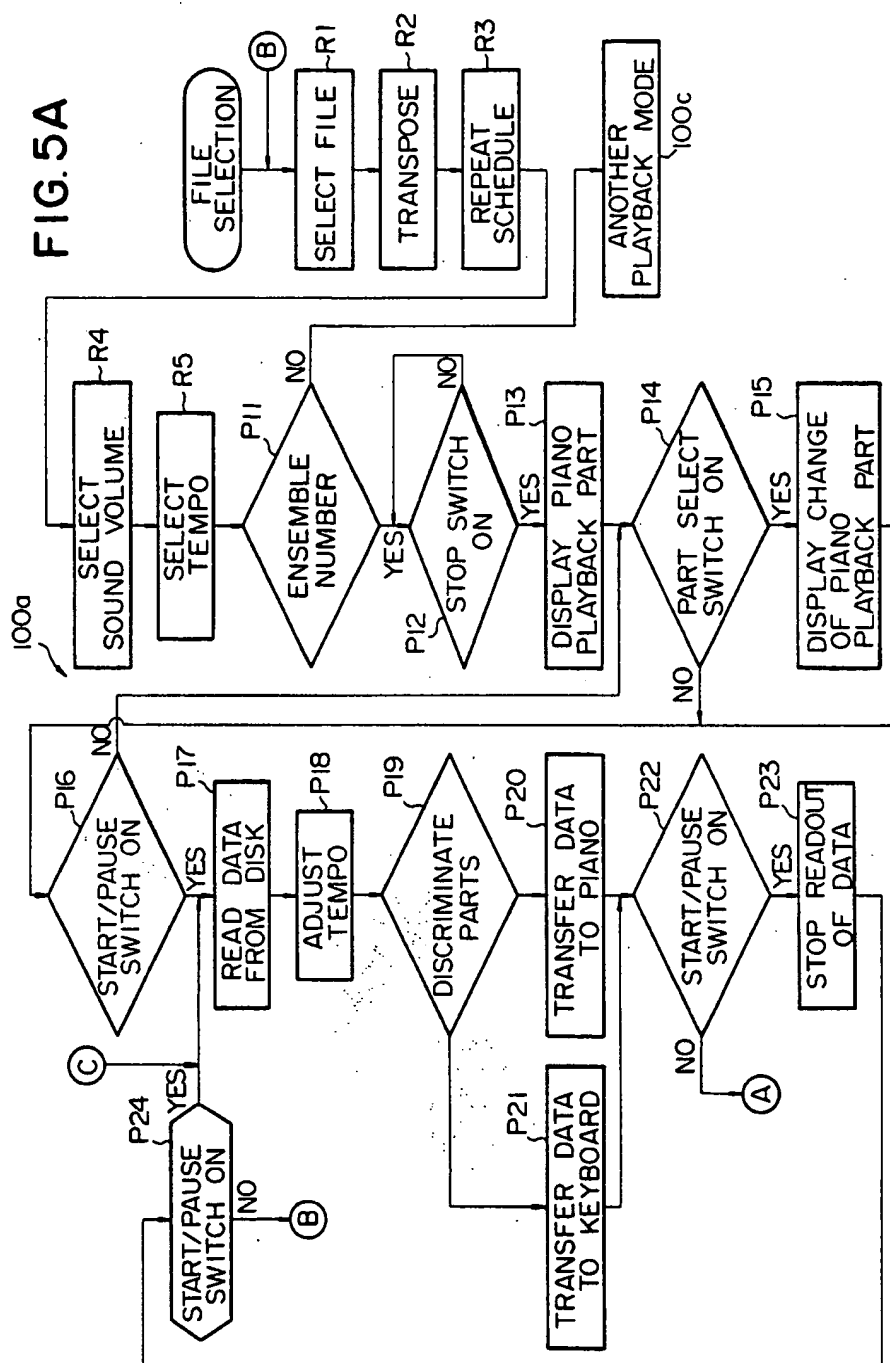 FIG. 5A
FILE
SELECTION
B
R1
SELECT FILE
R2
TRANSPOSE
R3
REPEAT
SCHEDULE
ANOTHER
PLAYBACK MODE
100c
100a
R4
SELECT
SOUND VOLUME
R5
SELECT
TEMPO
P11
ENSEMBLE
NUMBER
NO
YES
P12
STOP SWITCH
ON
NO
YES
P13
DISPLAY PIANO
PLAYBACK PART
P14
PART SELECT
SWITCH ON
NO
YES
P15
DISPLAY CHANGE
OF PIANO
PLAYBACK PART
P16
START/PAUSE
SWITCH ON
NO
YES
P17
READ DATA
FROM DISK
P18
ADJUST
TEMPO
P19
DISCRIMINATE
PARTS
P20
TRANSFER DATA
TO PIANO
P21
TRANSFER DATA
TO KEYBOARD
P22
START/PAUSE
SWITCH ON
NO
A
YES
P23
STOP READOUT
OF DATA
C
P24
START/PAUSE
SWITCH ON
YES
NO
B